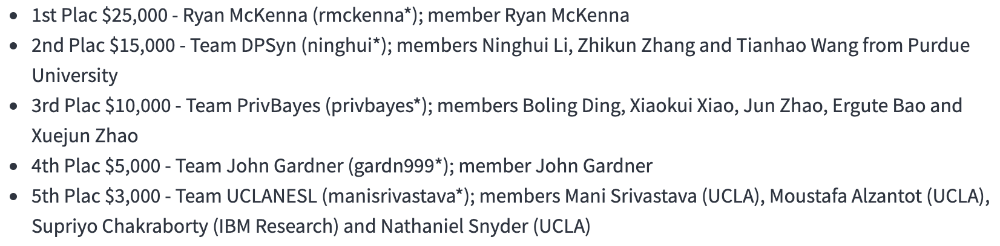 • 1st Plac $25,000 - Ryan McKenna (rmckenna*); member Ryan McKenna
• 2nd Plac $15,000 - Team DPSyn (ninghui*); members Ninghui Li, Zhikun Zhang and Tianhao Wang from Purdue
University
• 3rd Plac $10,000 - Team PrivBayes (privbayes*); members Boling Ding, Xiaokui Xiao, Jun Zhao, Ergute Bao and
Xuejun Zhao
• 4th Plac $5,000 - Team John Gardner (gardn999*); member John Gardner
• 5th Plac $3,000 - Team UCLANESL (manisrivastava*); members Mani Srivastava (UCLA), Moustafa Alzantot (UCLA),
Supriyo Chakraborty (IBM Research) and Nathaniel Snyder (UCLA)